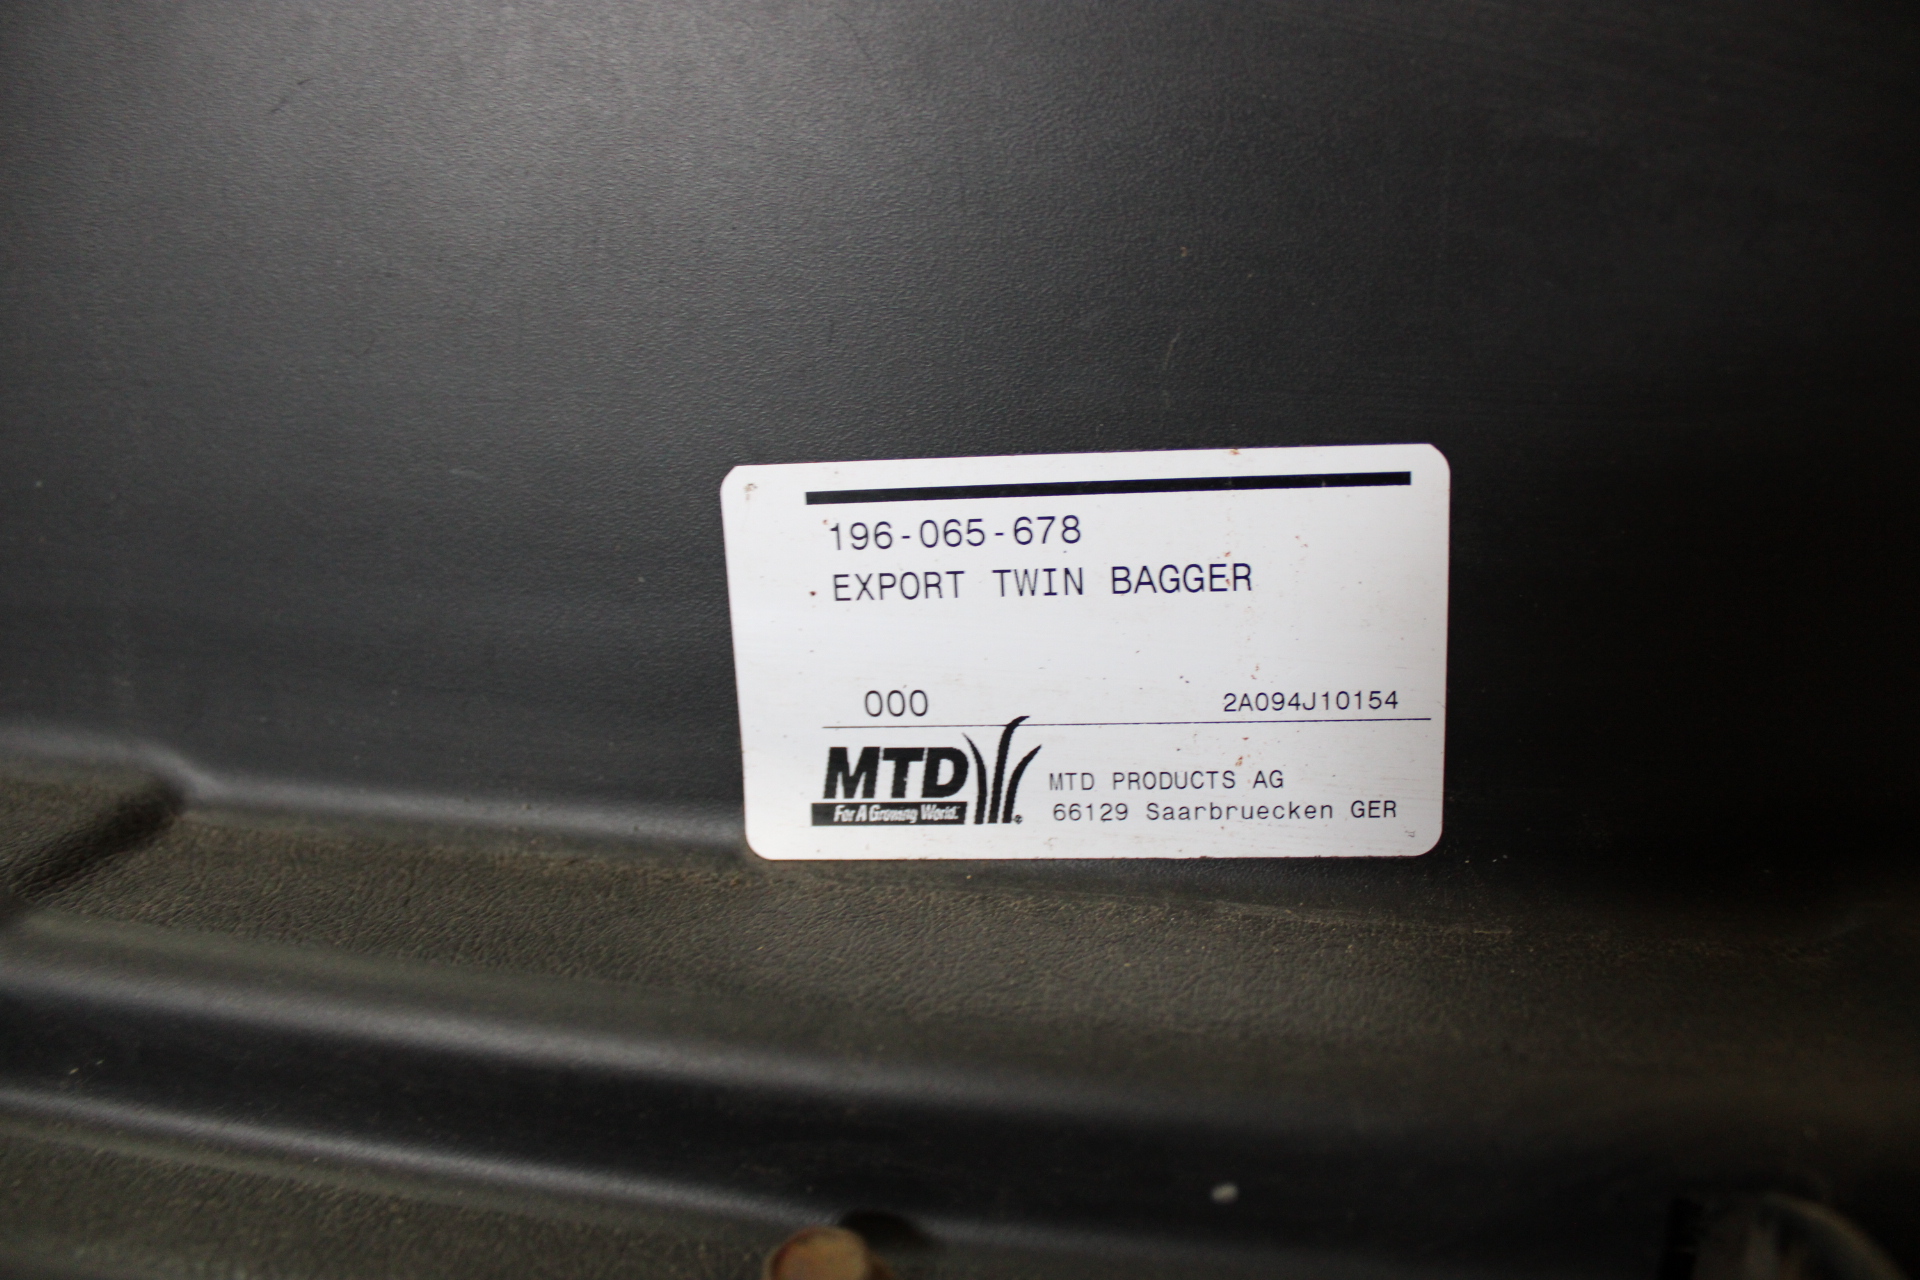 196-065-678
EXPORT TWIN BAGGER
000 2A094J10154
MTD
For A Growing World.
MTD PRODUCTS AG
66129 Saarbruecken GER